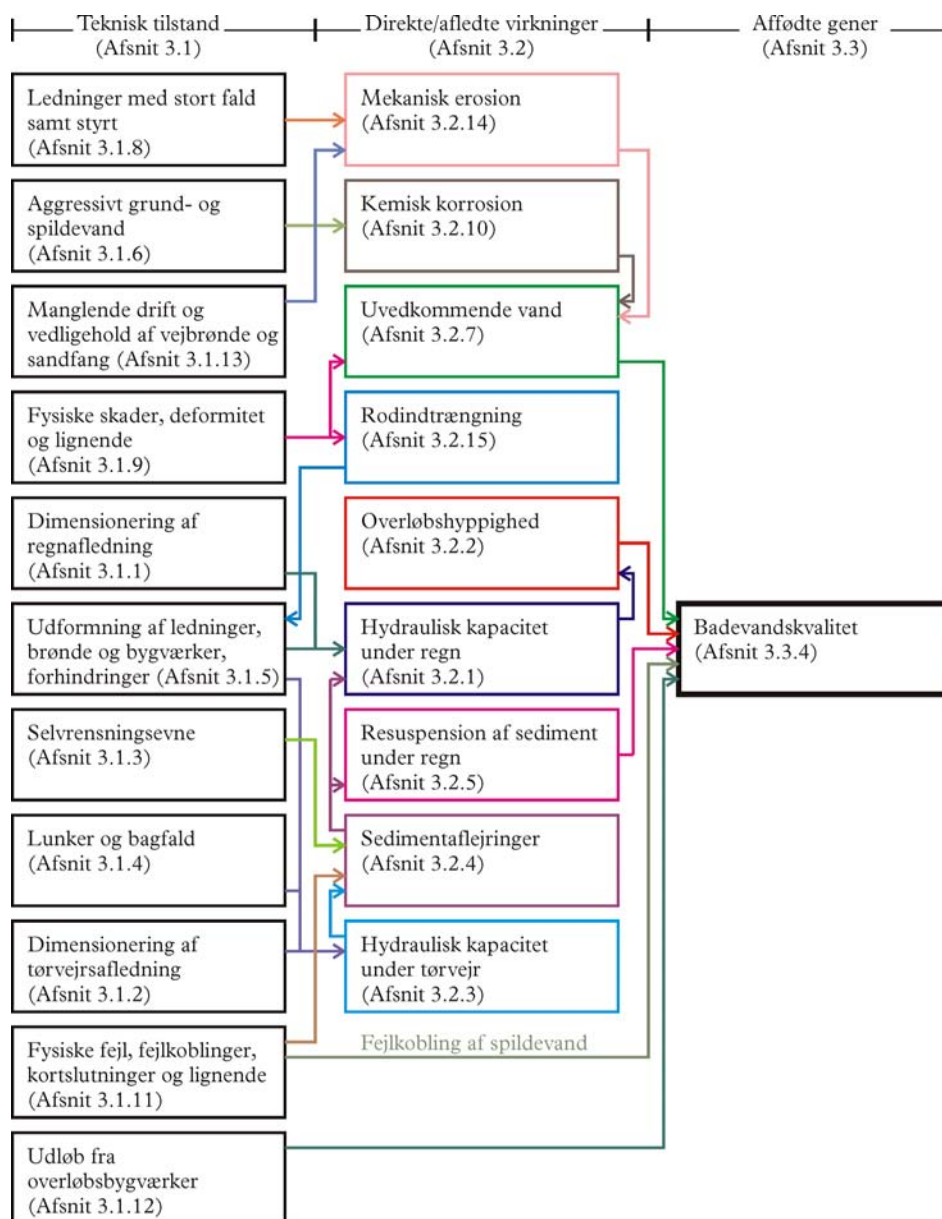 Teknisk tilstand
(Afsnit 3.1)
Direkte/afledte virkninger
(Afsnit 3.2)
Affødte gener
(Afsnit 3.3)
Ledninger med stort fald
samt styrt
(Afsnit 3.1.8)
Aggressivt grund- og
spildevand
(Afsnit 3.1.6)
Manglende drift og
vedligehold af vejbrønde og
sandfang (Afsnit 3.1.13)
Fysiske skader, deformitet
og lignende
(Afsnit 3.1.9)
Dimensionering af
regnafledning
(Afsnit 3.1.1)
Udformning af ledninger,
brønde og bygværker,
forhindringer (Afsnit 3.1.5)
Selvrensningsevne
(Afsnit 3.1.3)
Lunker og bagfald
(Afsnit 3.1.4)
Dimensionering af
tørvejrsafledning
(Afsnit 3.1.2)
Fysiske fejl, fejlkoblinger,
kortslutninger og lignende
(Afsnit 3.1.11)
Udløb fra
overløbsbygværker
(Afsnit 3.1.12)
Mekanisk erosion
(Afsnit 3.2.14)
Kemisk korrosion
(Afsnit 3.2.10)
Uvedkommende vand
(Afsnit 3.2.7)
Rodindtrængning
(Afsnit 3.2.15)
Overløbshyppighed
(Afsnit 3.2.2)
Hydraulisk kapacitet
under regn
(Afsnit 3.2.1)
Resuspension af sediment
under regn
(Afsnit 3.2.5)
Sedimentaflejringer
(Afsnit 3.2.4)
Hydraulisk kapacitet
under tørvejr
(Afsnit 3.2.3)
Fejlkobling af spildevand
Badevandskvalitet
(Afsnit 3.3.4)